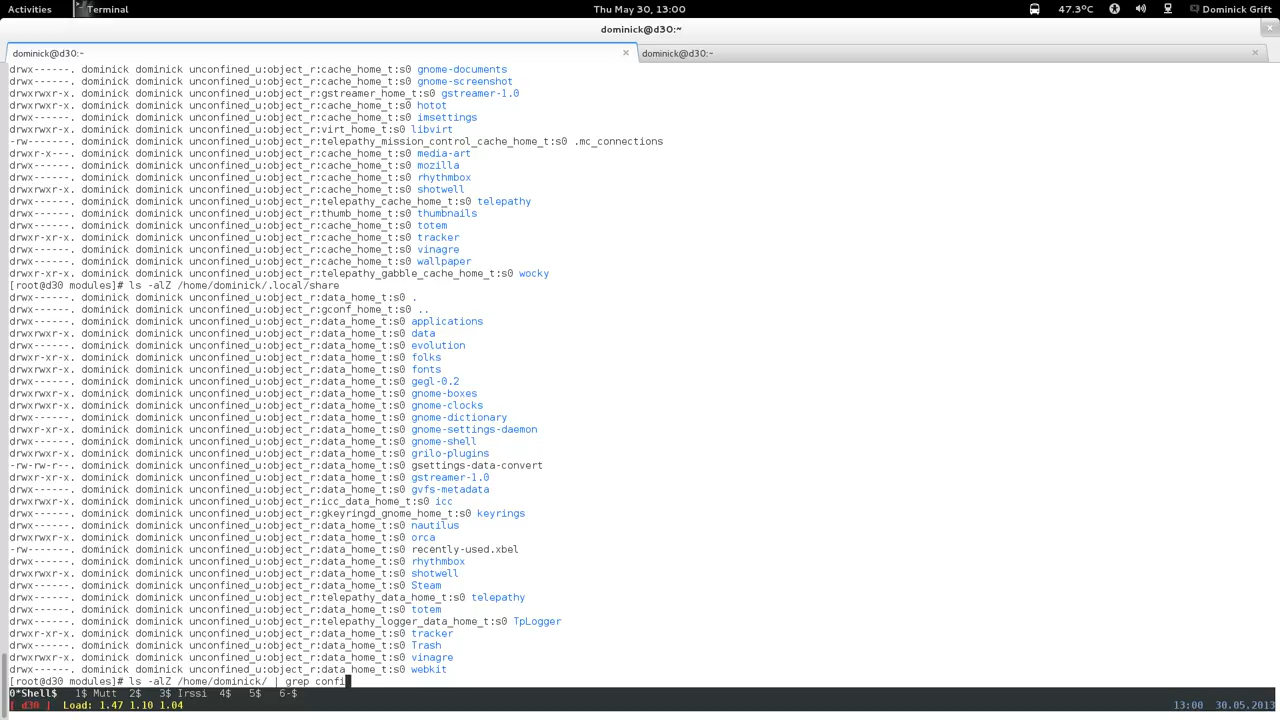 Activities Terminal Thu May 30, 13:00 47.3°C Dominick Grift
dominick@d30:~
dominick@d30:~ dominick@d30:~
drwx------. dominick dominick unconfined_u:object_r:cache_home_t:s0 gnome-documents
drwx------. dominick dominick unconfined_u:object_r:cache_home_t:s0 gnome-screenshot
drwxrwxr-x. dominick dominick unconfined_u:object_r:gstreamer_home_t:s0 gstreamer-1.0
drwxrwxr-x. dominick dominick unconfined_u:object_r:cache_home_t:s0 hotot
drwx------. dominick dominick unconfined_u:object_r:cache_home_t:s0 imsettings
drwxrwxr-x. dominick dominick unconfined_u:object_r:virt_home_t:s0 libvirt
-rw-------. dominick dominick unconfined_u:object_r:telepathy_mission_control_cache_home_t:s0 .mc_connections
drwxr-x---. dominick dominick unconfined_u:object_r:cache_home_t:s0 media-art
drwxr-xr-x. dominick dominick unconfined_u:object_r:cache_home_t:s0 mozilla
drwx------. dominick dominick unconfined_u:object_r:cache_home_t:s0 rhythmbox
drwxrwxr-x. dominick dominick unconfined_u:object_r:cache_home_t:s0 shotwell
drwx------. dominick dominick unconfined_u:object_r:telepathy_cache_home_t:s0 telepathy
drwx------. dominick dominick unconfined_u:object_r:thumb_home_t:s0 thumbnails
drwx------. dominick dominick unconfined_u:object_r:cache_home_t:s0 totem
drwxr-xr-x. dominick dominick unconfined_u:object_r:cache_home_t:s0 tracker
drwx------. dominick dominick unconfined_u:object_r:cache_home_t:s0 vinagre
drwx------. dominick dominick unconfined_u:object_r:cache_home_t:s0 wallpaper
drwxr-xr-x. dominick dominick unconfined_u:object_r:telepathy_gabble_cache_home_t:s0 wocky
[root@d30 modules]# ls -alZ /home/dominick/.local/share
drwx------. dominick dominick unconfined_u:object_r:data_home_t:s0 .
drwx------. dominick dominick unconfined_u:object_r:gconf_home_t:s0 ..
drwx------. dominick dominick unconfined_u:object_r:data_home_t:s0 applications
drwxrwxr-x. dominick dominick unconfined_u:object_r:data_home_t:s0 data
drwx------. dominick dominick unconfined_u:object_r:data_home_t:s0 evolution
drwxr-xr-x. dominick dominick unconfined_u:object_r:data_home_t:s0 folks
drwxr-xr-x. dominick dominick unconfined_u:object_r:data_home_t:s0 fonts
drwxr-xr-x. dominick dominick unconfined_u:object_r:data_home_t:s0 gegl-0.2
drwxrwxr-x. dominick dominick unconfined_u:object_r:data_home_t:s0 gnome-boxes
drwxrwxr-x. dominick dominick unconfined_u:object_r:data_home_t:s0 gnome-clocks
drwx------. dominick dominick unconfined_u:object_r:data_home_t:s0 gnome-dictionary
drwxr-xr-x. dominick dominick unconfined_u:object_r:data_home_t:s0 gnome-settings-daemon
drwx------. dominick dominick unconfined_u:object_r:data_home_t:s0 gnome-shell
drwxrwxr-x. dominick dominick unconfined_u:object_r:data_home_t:s0 grilo-plugins
-rw-rw-r--. dominick dominick unconfined_u:object_r:data_home_t:s0 gsettings-data-convert
drwxr-xr-x. dominick dominick unconfined_u:object_r:data_home_t:s0 gstreamer-1.0
drwx------. dominick dominick unconfined_u:object_r:data_home_t:s0 gvfs-metadata
drwxrwxr-x. dominick dominick unconfined_u:object_r:icc_data_home_t:s0 icc
drwx------. dominick dominick unconfined_u:object_r:gkeyringd_gnome_home_t:s0 keyrings
drwx------. dominick dominick unconfined_u:object_r:data_home_t:s0 nautilus
drwxrwxr-x. dominick dominick unconfined_u:object_r:data_home_t:s0 orca
-rw-------. dominick dominick unconfined_u:object_r:data_home_t:s0 recently-used.xbel
drwx------. dominick dominick unconfined_u:object_r:data_home_t:s0 rhythmbox
drwxrwxr-x. dominick dominick unconfined_u:object_r:data_home_t:s0 shotwell
drwx------. dominick dominick unconfined_u:object_r:data_home_t:s0 Steam
drwx------. dominick dominick unconfined_u:object_r:telepathy_data_home_t:s0 telepathy
drwx------. dominick dominick unconfined_u:object_r:data_home_t:s0 totem
drwx------. dominick dominick unconfined_u:object_r:telepathy_logger_data_home_t:s0 TpLogger
drwxr-xr-x. dominick dominick unconfined_u:object_r:data_home_t:s0 tracker
drwx------. dominick dominick unconfined_u:object_r:data_home_t:s0 Trash
drwxrwxr-x. dominick dominick unconfined_u:object_r:data_home_t:s0 vinagre
drwx------. dominick dominick unconfined_u:object_r:data_home_t:s0 webkit
[root@d30 modules]# ls -alZ /home/dominick/ | grep confi
0*Shell$ 1$ Mutt 2$ 3$ Irssi 4$ 5$ 6-$
[ d30 ] Load: 1.47 1.10 1.04 13:00 30.05.2013